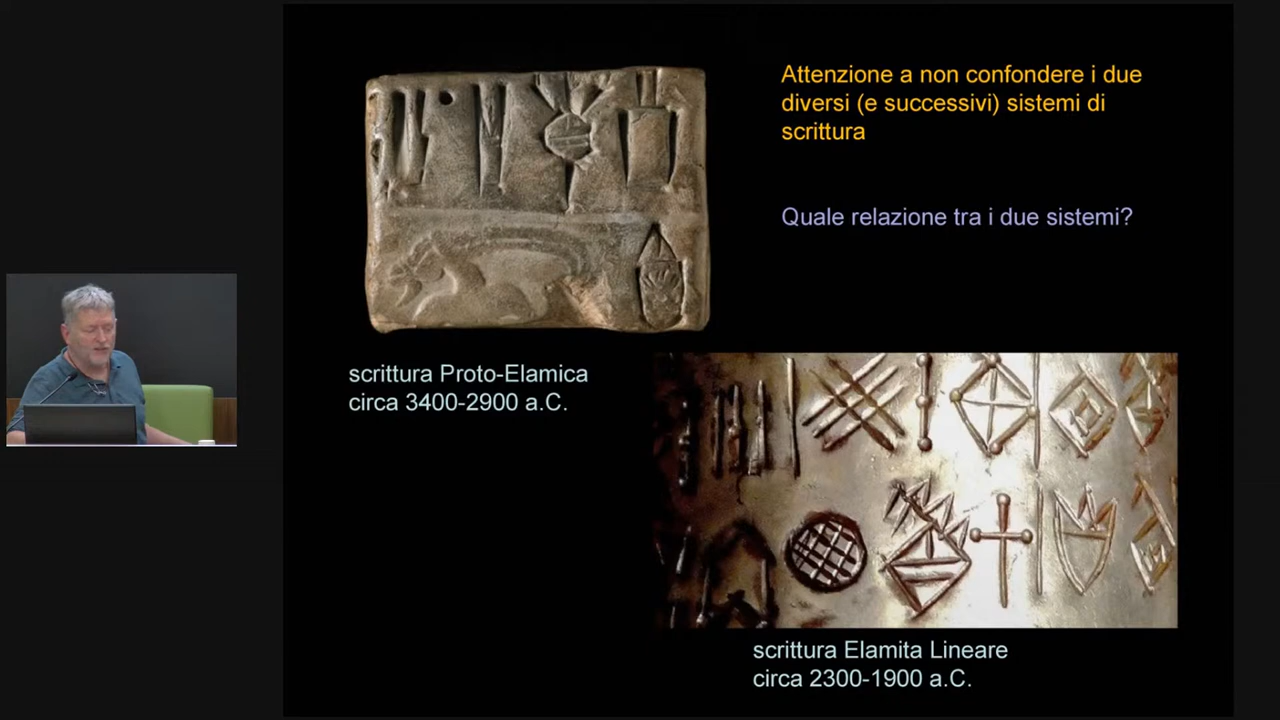 Attenzione a non confondere i due
diversi (e successivi) sistemi di
scrittura
Quale relazione tra i due sistemi?
scrittura Proto-Elamica
circa 3400-2900 a.C.
scrittura Elamita Lineare
circa 2300-1900 a.C.